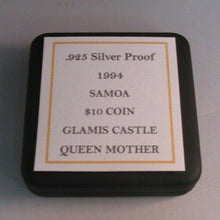 .925 Silver Proof
1994
SAMOA
$10 COIN
GLAMIS CASTLE
QUEEN MOTHER